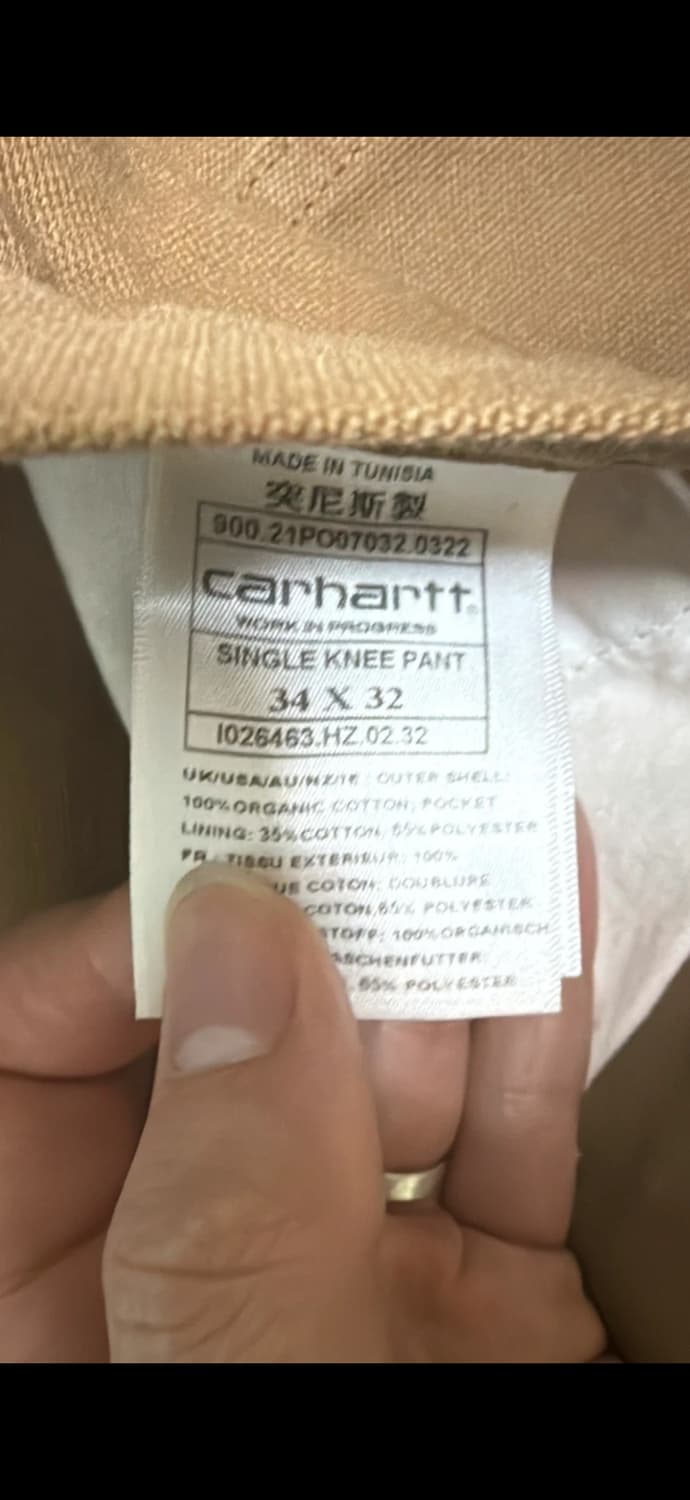 MADE IN TUNISIA
突尼斯製
900.21PO07032.0322
carhartt®
WORK IN PROGRESS
SINGLE KNEE PANT
34 X 32
I026463.HZ.02.32
UK/USA/AU/NZ/IE : OUTER SHELL:
100% ORGANIC COTTON; POCKET
LINING: 35% COTTON, 65% POLYESTER
FR TISSU EXTERIEUR: 100%
UE COTON; DOUBLURE
COTON, 65% POLYESTER
STOFF: 100% ORGANISCH
ASCHENFUTTER
65% POLYESTER